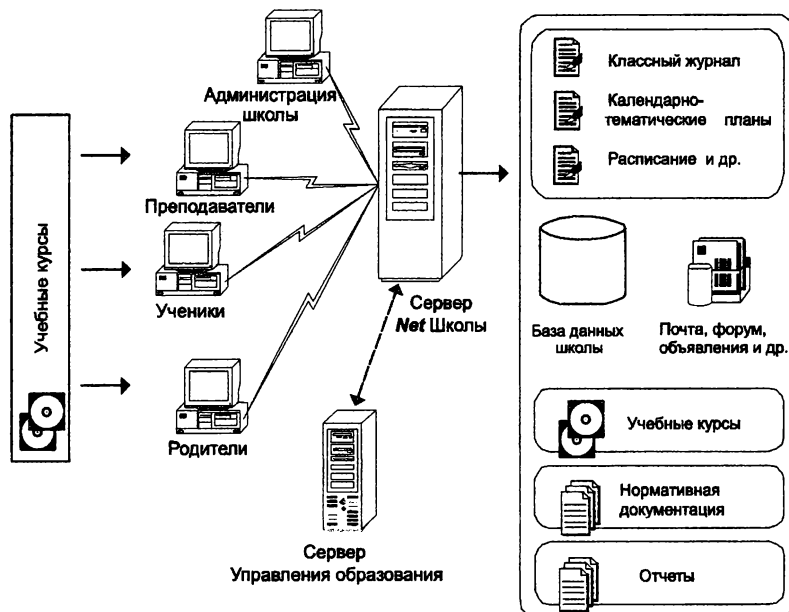 Администрация
школы
Преподаватели
Ученики
Родители
Учебные курсы
Сервер
Net Школы
Сервер
Управления образования
Классный журнал
Календарно-
тематические планы
Расписание и др.
База данных
школы
Почта, форум,
объявления и др.
Учебные курсы
Нормативная
документация
Отчеты